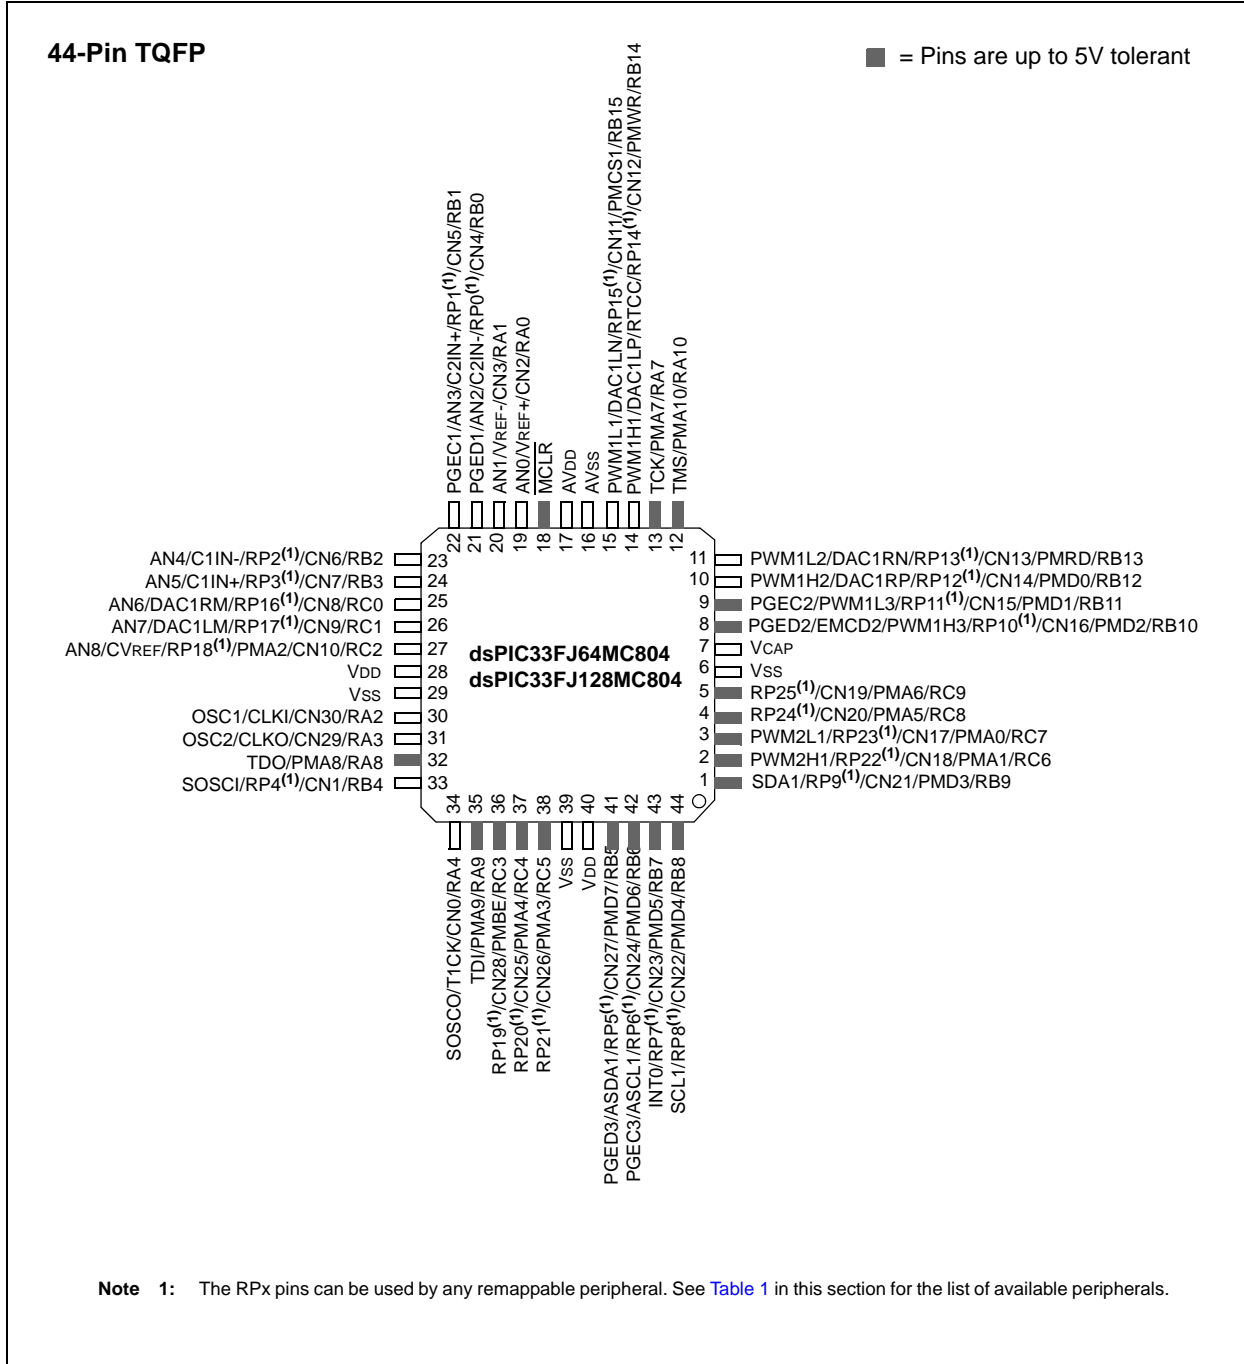 44-Pin TQFP
= Pins are up to 5V tolerant
PGEC1/AN3/C2IN+/RP1(1)/CN5/RB1
PGED1/AN2/C2IN-/RP0(1)/CN4/RB0
AN1/VREF-/CN3/RA1
AN0/VREF+/CN2/RA0
MCLR
AVDD
AVSS
PWM1L1/DAC1LN/RP15(1)/CN11/PMCS1/RB15
PWM1H1/DAC1LP/RTCC/RP14(1)/CN12/PMWR/RB14
TCK/PMA7/RA7
TMS/PMA10/RA10
22 21 20 19 18 17 16 15 14 13 12
AN4/C1IN-/RP2(1)/CN6/RB2 23
AN5/C1IN+/RP3(1)/CN7/RB3 24
AN6/DAC1RM/RP16(1)/CN8/RC0 25
AN7/DAC1LM/RP17(1)/CN9/RC1 26
AN8/CVREF/RP18(1)/PMA2/CN10/RC2 27
VDD 28
VSS 29
OSC1/CLKI/CN30/RA2 30
OSC2/CLKO/CN29/RA3 31
TDO/PMA8/RA8 32
SOSCI/RP4(1)/CN1/RB4 33
dsPIC33FJ64MC804
dsPIC33FJ128MC804
11 PWM1L2/DAC1RN/RP13(1)/CN13/PMRD/RB13
10 PWM1H2/DAC1RP/RP12(1)/CN14/PMD0/RB12
9 PGEC2/PWM1L3/RP11(1)/CN15/PMD1/RB11
8 PGED2/EMCD2/PWM1H3/RP10(1)/CN16/PMD2/RB10
7 VCAP
6 VSS
5 RP25(1)/CN19/PMA6/RC9
4 RP24(1)/CN20/PMA5/RC8
3 PWM2L1/RP23(1)/CN17/PMA0/RC7
2 PWM2H1/RP22(1)/CN18/PMA1/RC6
1 SDA1/RP9(1)/CN21/PMD3/RB9
34 35 36 37 38 39 40 41 42 43 44
SOSCO/T1CK/CN0/RA4
TDI/PMA9/RA9
RP19(1)/CN28/PMBE/RC3
RP20(1)/CN25/PMA4/RC4
RP21(1)/CN26/PMA3/RC5
VSS
VDD
PGED3/ASDA1/RP5(1)/CN27/PMD7/RB5
PGEC3/ASCL1/RP6(1)/CN24/PMD6/RB6
INT0/RP7(1)/CN23/PMD5/RB7
SCL1/RP8(1)/CN22/PMD4/RB8
Note 1: The RPx pins can be used by any remappable peripheral. See Table 1 in this section for the list of available peripherals.